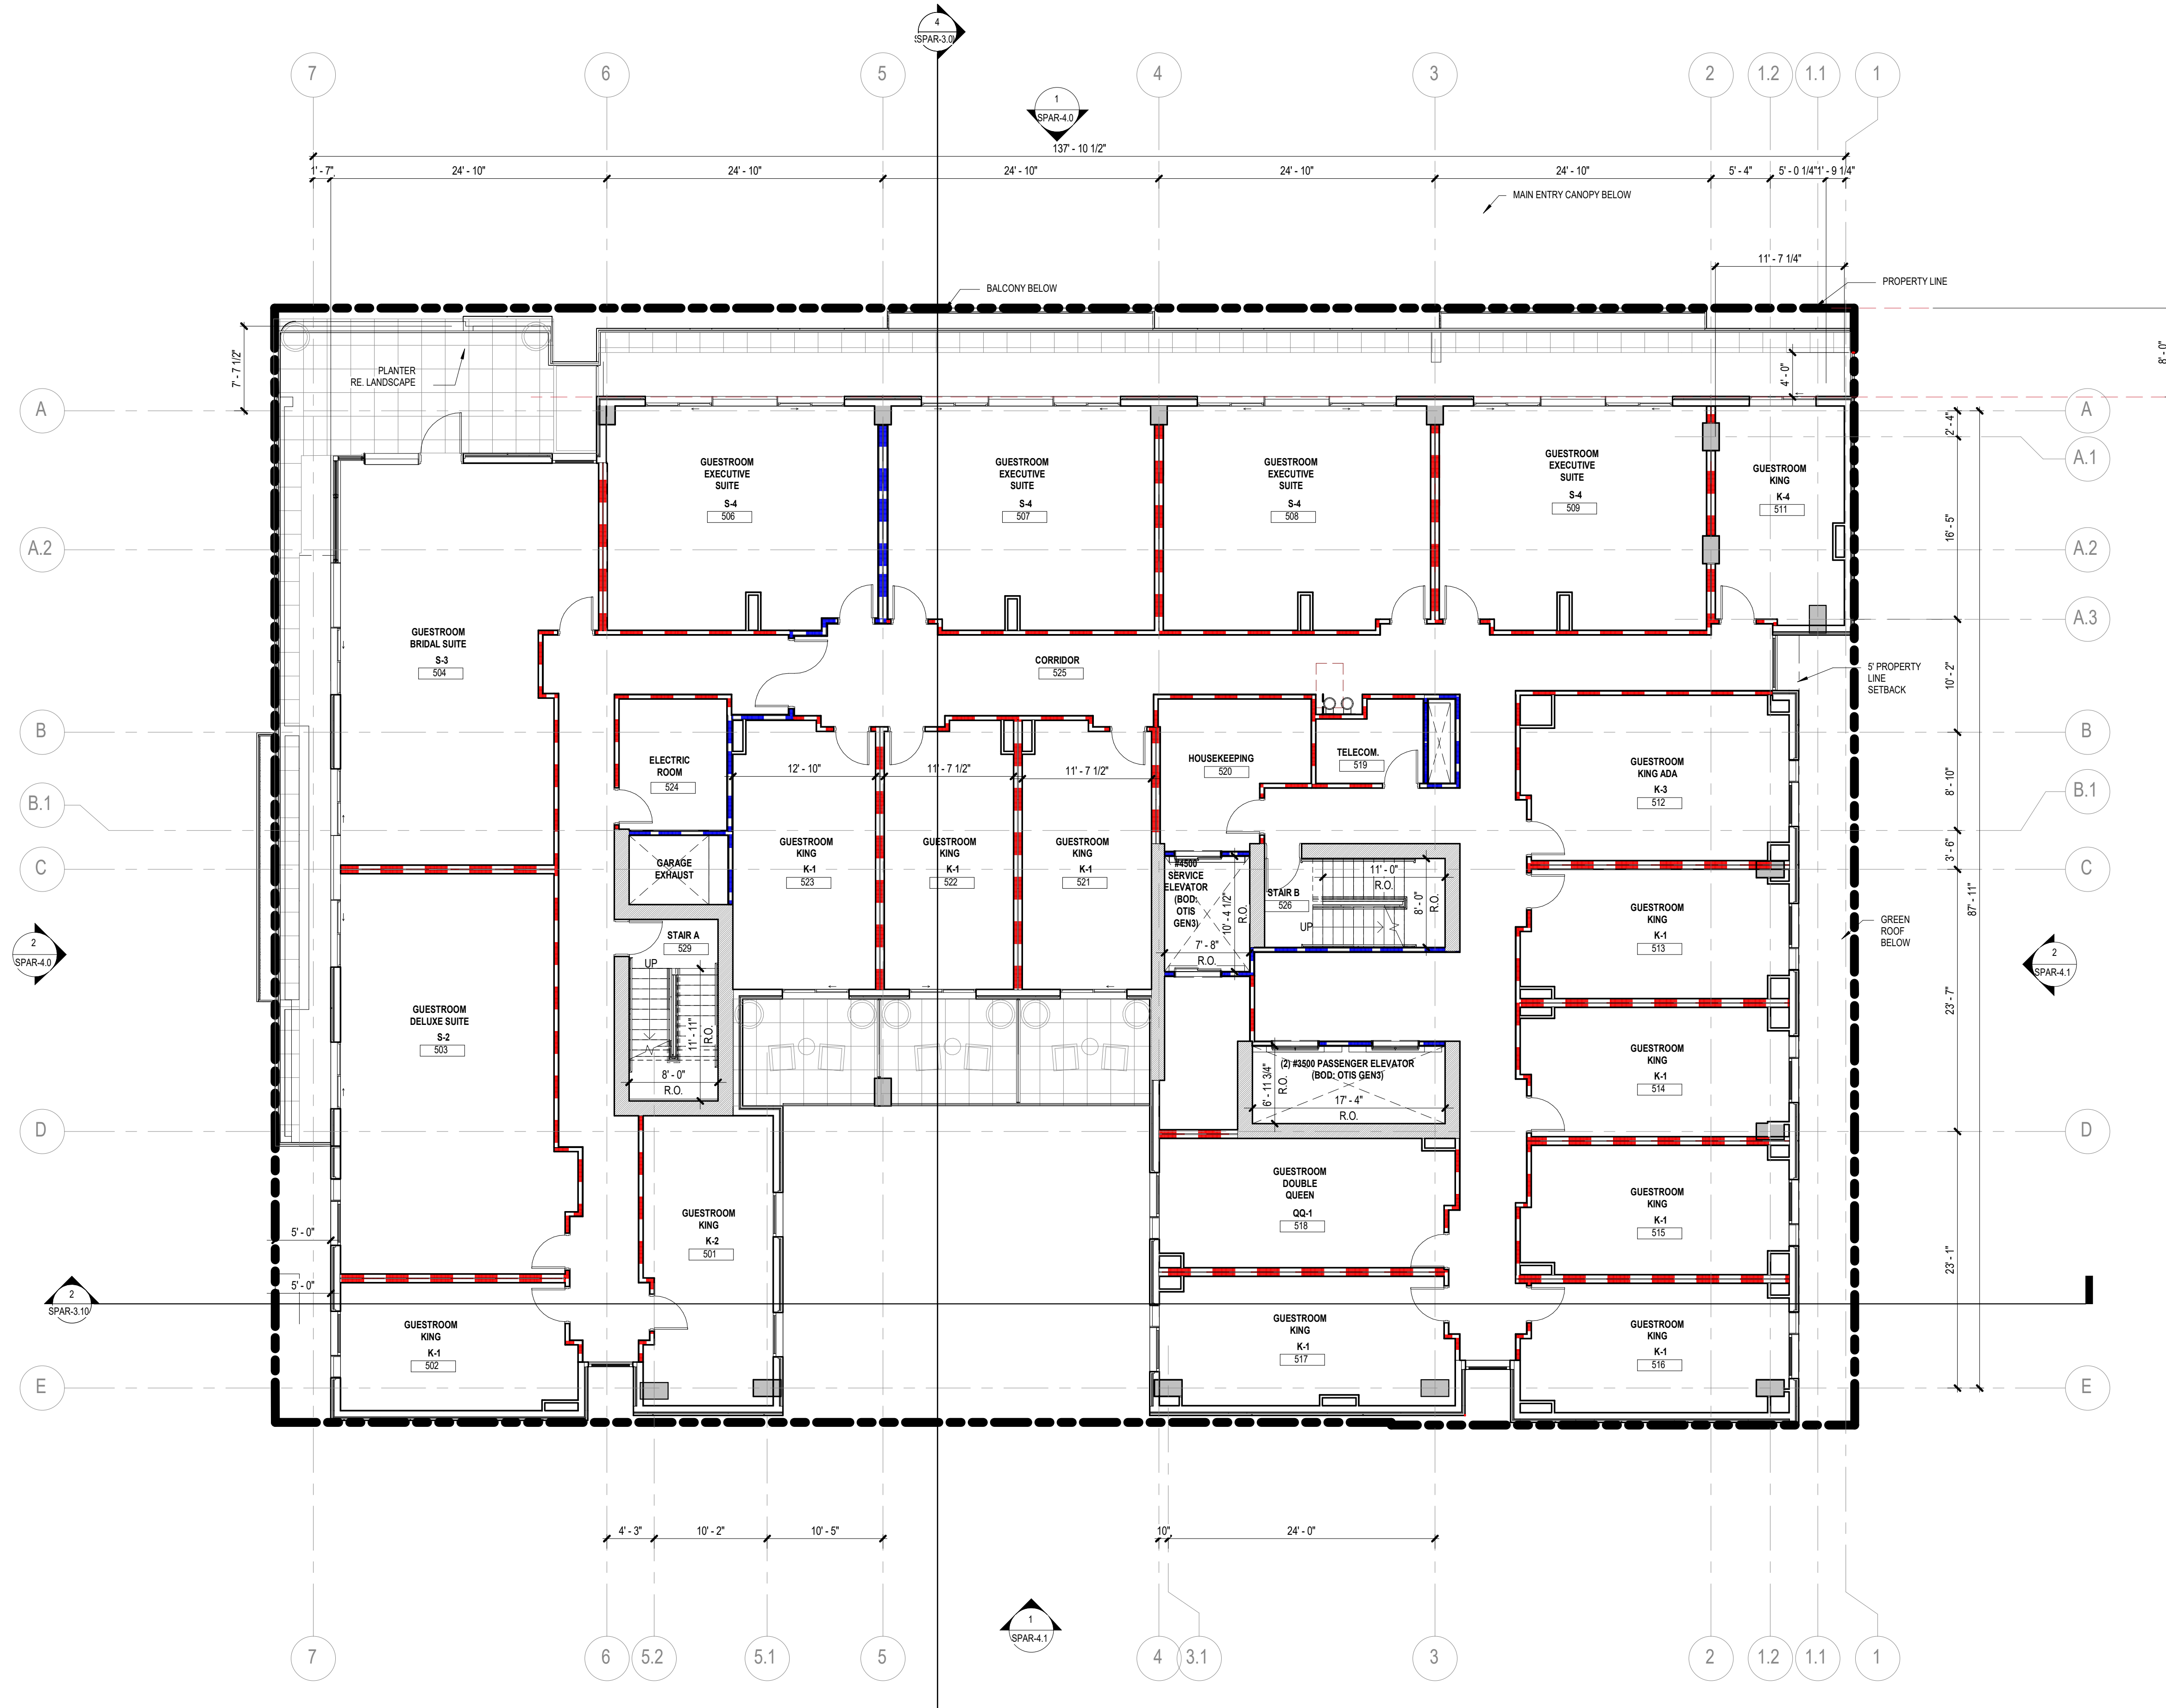 4
SPAR-3.0
7
6
5
4
3
2
1.2
1.1
1
1
SPAR-4.0
137' - 10 1/2"
1' - 7"
24' - 10"
24' - 10"
24' - 10"
24' - 10"
24' - 10"
5' - 4"
5' - 0 1/4"
1' - 9 1/4"
MAIN ENTRY CANOPY BELOW
11' - 7 1/4"
BALCONY BELOW
PROPERTY LINE
7' - 7 1/2"
PLANTER
RE. LANDSCAPE
4' - 0"
8' - 0"
A
A
2' - 4"
A.1
GUESTROOM
EXECUTIVE
SUITE
S-4
506
GUESTROOM
EXECUTIVE
SUITE
S-4
507
GUESTROOM
EXECUTIVE
SUITE
S-4
508
GUESTROOM
EXECUTIVE
SUITE
S-4
509
GUESTROOM
KING
K-4
511
16' - 5"
A.2
A.2
A.3
GUESTROOM
BRIDAL SUITE
S-3
504
CORRIDOR
525
5' PROPERTY
LINE
SETBACK
10' - 2"
B
B
ELECTRIC
ROOM
524
12' - 10"
11' - 7 1/2"
11' - 7 1/2"
HOUSEKEEPING
520
TELECOM.
519
GUESTROOM
KING ADA
K-3
512
8' - 10"
B.1
B.1
3' - 6"
C
C
GARAGE
EXHAUST
GUESTROOM
KING
K-1
523
GUESTROOM
KING
K-1
522
GUESTROOM
KING
K-1
521
#4500
SERVICE
ELEVATOR
(BOD:
OTIS
GEN3)
10' - 4 1/2"
R.O.
7' - 8"
R.O.
STAIR B
526
11' - 0"
R.O.
8' - 0"
R.O.
UP
GUESTROOM
KING
K-1
513
GREEN
ROOF
BELOW
87' - 11"
2
SPAR-4.0
2
SPAR-4.1
STAIR A
529
UP
11' - 11"
R.O.
8' - 0"
R.O.
GUESTROOM
DELUXE SUITE
S-2
503
23' - 7"
GUESTROOM
KING
K-1
514
(2) #3500 PASSENGER ELEVATOR
(BOD: OTIS GEN3)
6' - 11 3/4"
R.O.
17' - 4"
R.O.
D
D
GUESTROOM
DOUBLE
QUEEN
QQ-1
518
GUESTROOM
KING
K-1
515
GUESTROOM
KING
K-2
501
5' - 0"
5' - 0"
23' - 1"
2
SPAR-3.10
GUESTROOM
KING
K-1
502
GUESTROOM
KING
K-1
517
GUESTROOM
KING
K-1
516
E
E
4' - 3"
10' - 2"
10' - 5"
10"
24' - 0"
1
SPAR-4.1
7
6
5.2
5.1
5
4
3.1
3
2
1.2
1.1
1